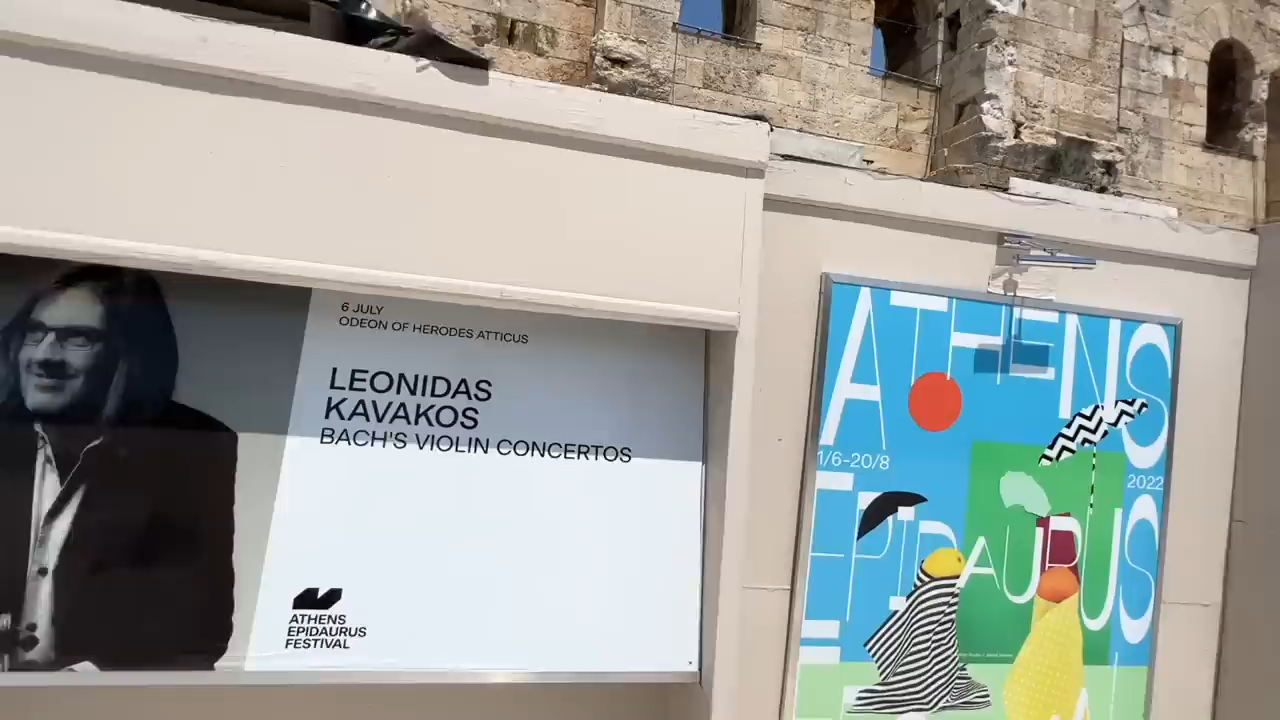 6 JULY
ODEON OF HERODES ATTICUS
LEONIDAS
KAVAKOS
BACH'S VIOLIN CONCERTOS
ATHENS
EPIDAURUS
FESTIVAL
ATHENS
1/6-20/8
2022
EPIDAURUS